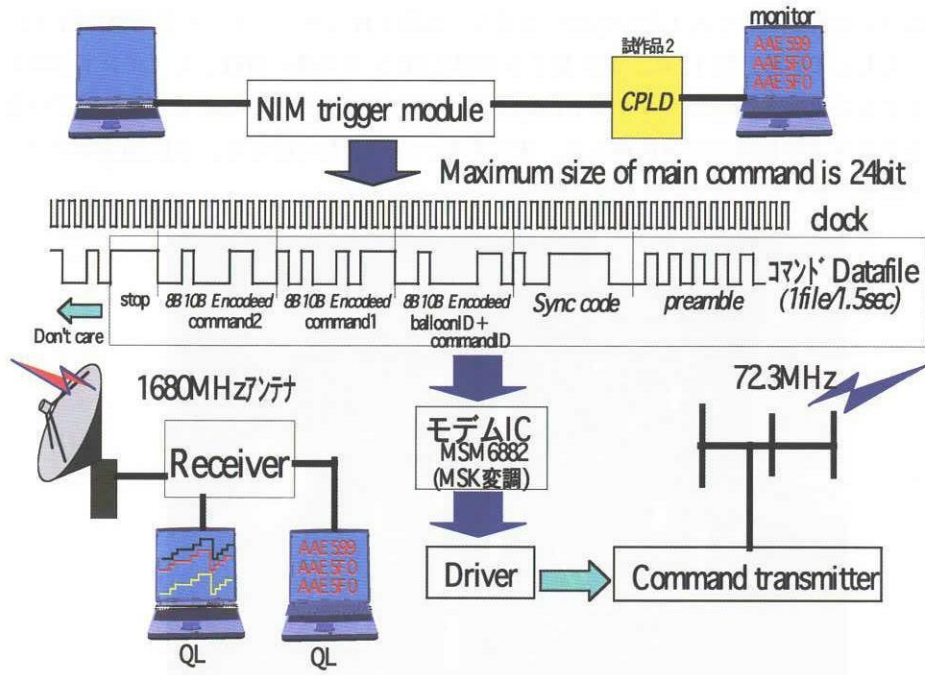 monitor
試作品2
AAE599
AAE5F0
AAE5F0
NIM trigger module
CPLD
Maximum size of main command is 24bit
clock
コマンド Datafile
(1file/1.5sec)
stop
8B10B Encodeed
command2
8B10B Encodeed
command1
8B10B Encodeed
balloonID+
commandID
Sync code
preamble
Don't care
1680MHzアンテナ
72.3MHz
Receiver
モデムIC
MSM6882
(MSK変調)
AAE599
AAE5F0
AAE5F0
Driver
Command transmitter
QL
QL